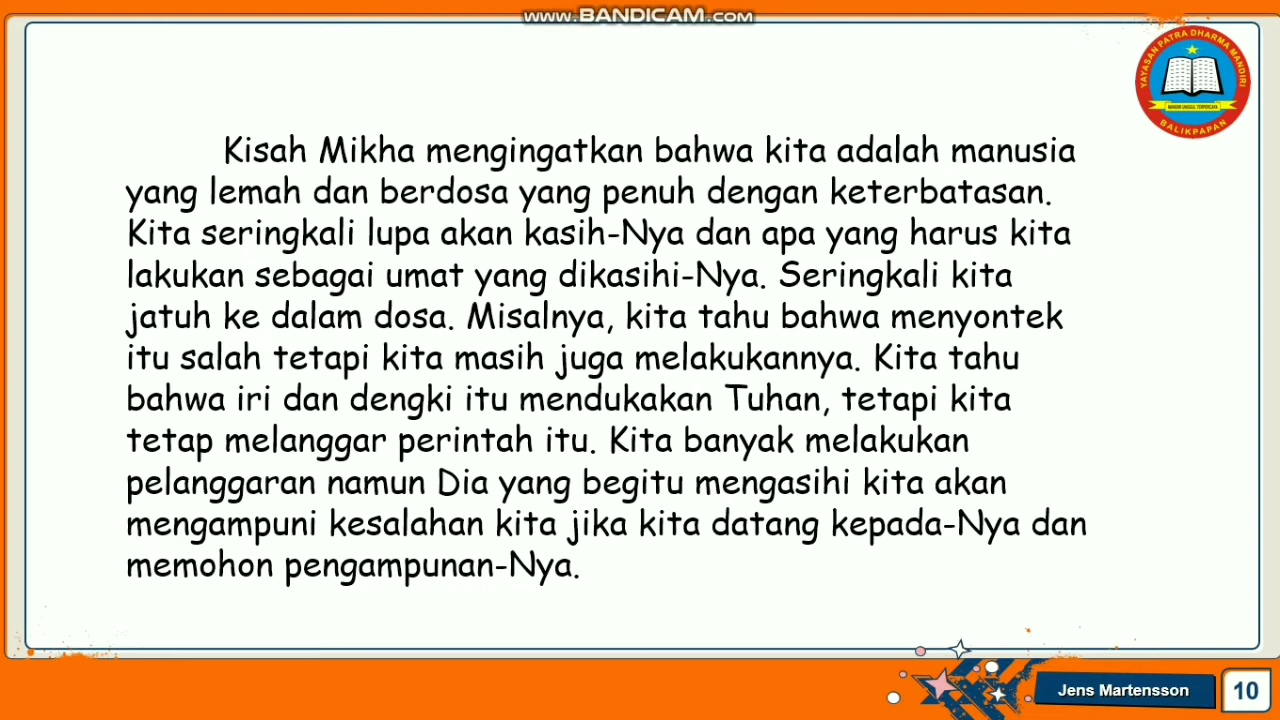 www.BANDICAM.com
YAYASAN PATRA DHARMA MANDIRI
MANDIRI UNGGUL TERPERCAYA
BALIKPAPAN
Kisah Mikha mengingatkan bahwa kita adalah manusia
yang lemah dan berdosa yang penuh dengan keterbatasan.
Kita seringkali lupa akan kasih-Nya dan apa yang harus kita
lakukan sebagai umat yang dikasihi-Nya. Seringkali kita
jatuh ke dalam dosa. Misalnya, kita tahu bahwa menyontek
itu salah tetapi kita masih juga melakukannya. Kita tahu
bahwa iri dan dengki itu mendukakan Tuhan, tetapi kita
tetap melanggar perintah itu. Kita banyak melakukan
pelanggaran namun Dia yang begitu mengasihi kita akan
mengampuni kesalahan kita jika kita datang kepada-Nya dan
memohon pengampunan-Nya.
Jens Martensson
10